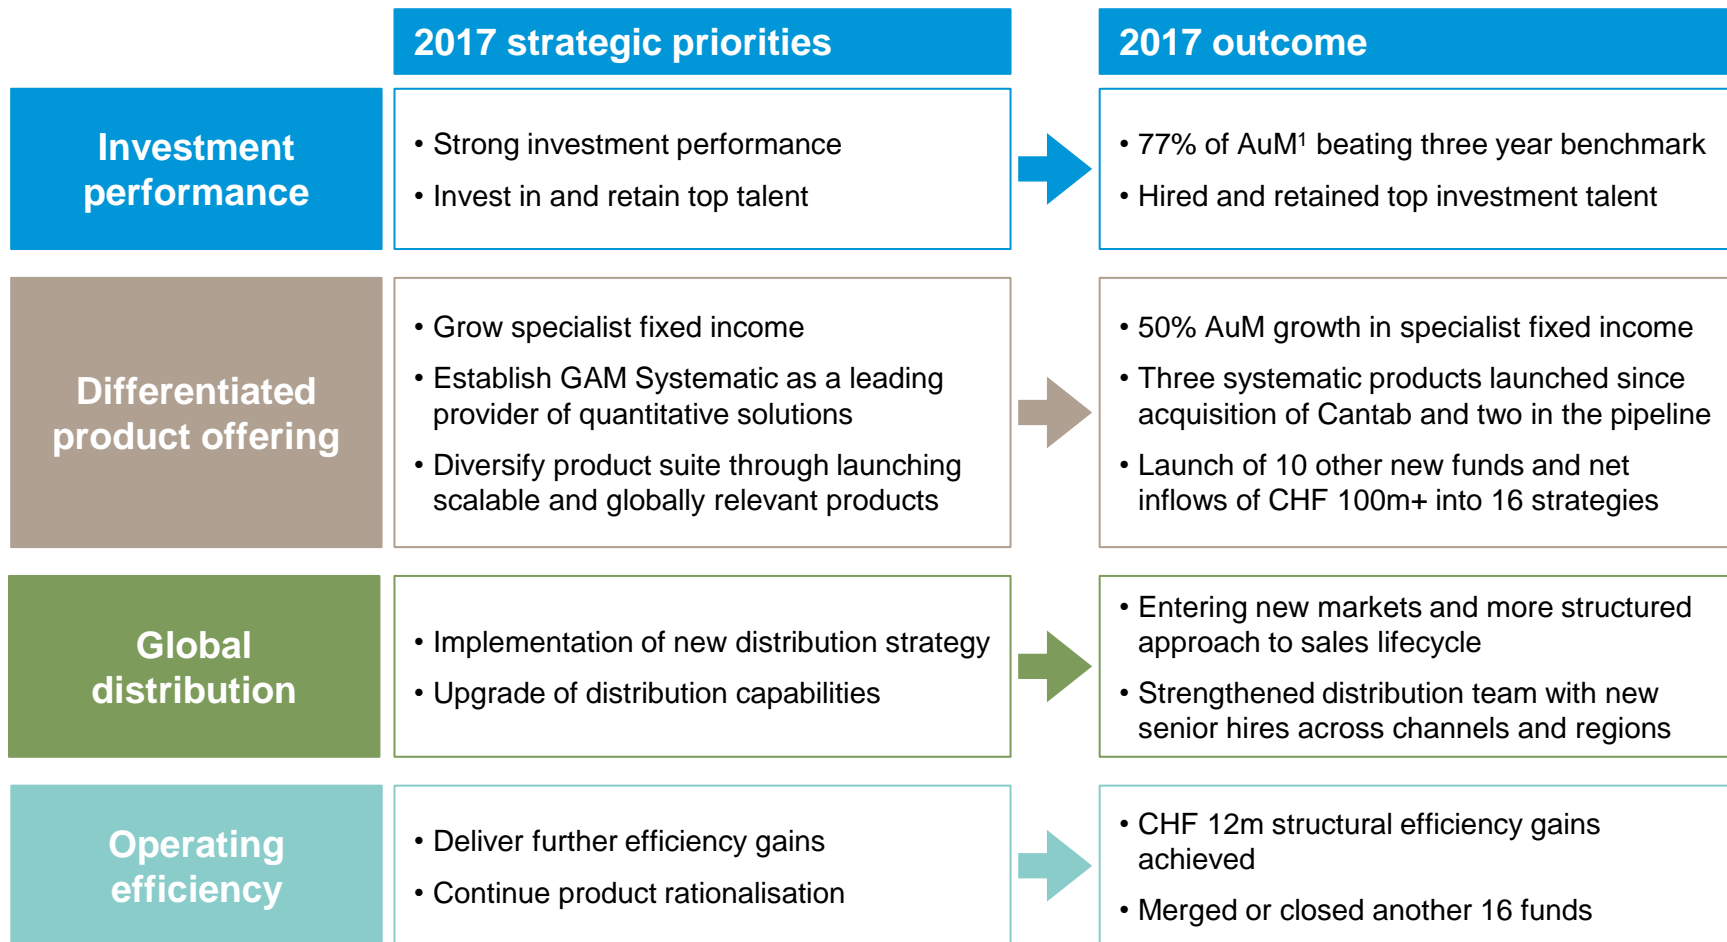 2017 strategic priorities
2017 outcome
Investment
performance
• Strong investment performance
• Invest in and retain top talent
• 77% of AuM¹ beating three year benchmark
• Hired and retained top investment talent
Differentiated
product offering
• Grow specialist fixed income
• Establish GAM Systematic as a leading
provider of quantitative solutions
• Diversify product suite through launching
scalable and globally relevant products
• 50% AuM growth in specialist fixed income
• Three systematic products launched since
acquisition of Cantab and two in the pipeline
• Launch of 10 other new funds and net
inflows of CHF 100m+ into 16 strategies
Global
distribution
• Implementation of new distribution strategy
• Upgrade of distribution capabilities
• Entering new markets and more structured
approach to sales lifecycle
• Strengthened distribution team with new
senior hires across channels and regions
Operating
efficiency
• Deliver further efficiency gains
• Continue product rationalisation
• CHF 12m structural efficiency gains
achieved
• Merged or closed another 16 funds